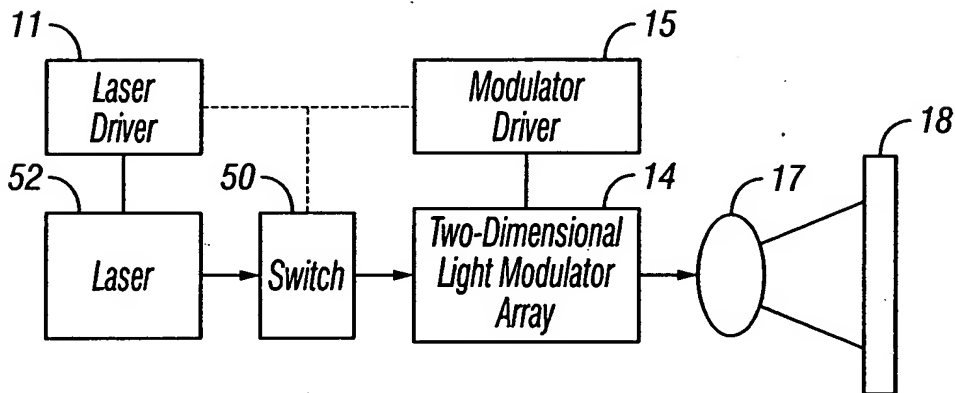 11
15
Laser
Driver
Modulator
Driver
18
52
50
14
17
Laser
Switch
Two-Dimensional
Light Modulator
Array